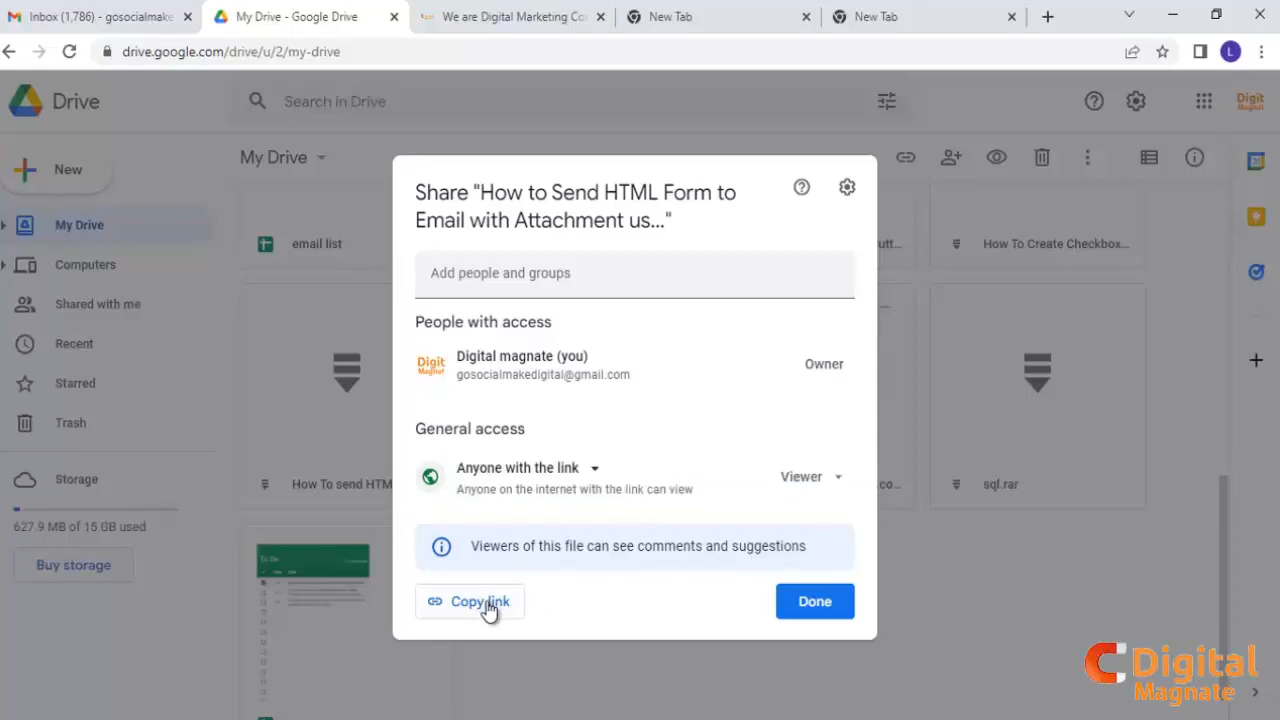 Inbox (1,786) - gosocialmake
My Drive - Google Drive
We are Digital Marketing Co
New Tab
New Tab
drive.google.com/drive/u/2/my-drive
L
Drive
Search in Drive
Digit
Magnet
New
My Drive
My Drive
Computers
Shared with me
Recent
Starred
Trash
Storage
627.9 MB of 15 GB used
Buy storage
email list
How To Create Checkbox...
How To send HTM
sql.rar
To Do
Share "How to Send HTML Form to
Email with Attachment us..."
Add people and groups
People with access
Digit
Magnet
Digital magnate (you)
gosocialmakedigital@gmail.com
Owner
General access
Anyone with the link
Anyone on the internet with the link can view
Viewer
Viewers of this file can see comments and suggestions
Copy link
Done
Digital
Magnate